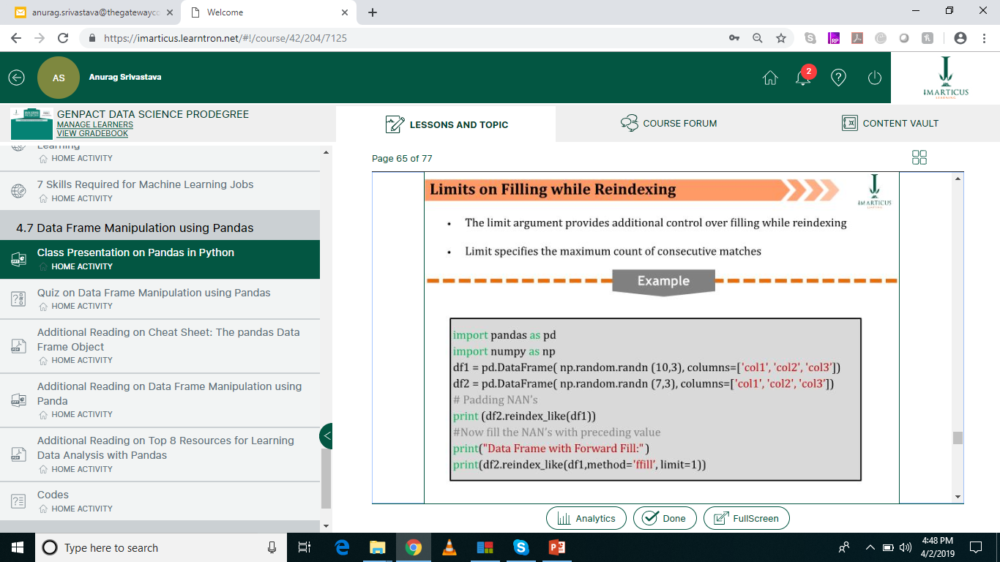 anurag.srivastava@thegatewayco
Welcome
https://imarticus.learntron.net/#!/course/42/204/7125
AS
Anurag Srivastava
2
IMARTICUS
LEARNING
GENPACT DATA SCIENCE PRODEGREE
MANAGE LEARNERS
VIEW GRADEBOOK
LESSONS AND TOPIC
COURSE FORUM
CONTENT VAULT
Learning
HOME ACTIVITY
7 Skills Required for Machine Learning Jobs
HOME ACTIVITY
4.7 Data Frame Manipulation using Pandas
Class Presentation on Pandas in Python
HOME ACTIVITY
Quiz on Data Frame Manipulation using Pandas
HOME ACTIVITY
Additional Reading on Cheat Sheet: The pandas Data
Frame Object
HOME ACTIVITY
Additional Reading on Data Frame Manipulation using
Panda
HOME ACTIVITY
Additional Reading on Top 8 Resources for Learning
Data Analysis with Pandas
HOME ACTIVITY
Codes
HOME ACTIVITY
Page 65 of 77
Limits on Filling while Reindexing
IMARTICUS
• The limit argument provides additional control over filling while reindexing
• Limit specifies the maximum count of consecutive matches
Example
import pandas as pd
import numpy as np
df1 = pd.DataFrame( np.random.randn (10,3), columns=['col1', 'col2', 'col3'])
df2 = pd.DataFrame( np.random.randn (7,3), columns=['col1', 'col2', 'col3'])
# Padding NAN's
print (df2.reindex_like(df1))
#Now fill the NAN's with preceding value
print("Data Frame with Forward Fill:")
print(df2.reindex_like(df1,method='ffill', limit=1))
Analytics
Done
FullScreen
Type here to search
4:48 PM
4/2/2019